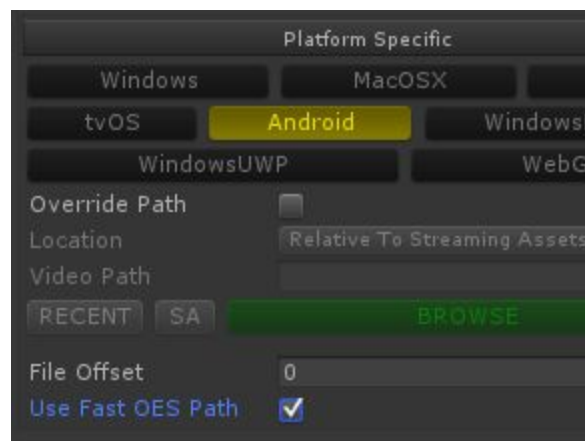 Platform Specific
Windows MacOSX
tvOS Android Windows
WindowsUWP WebG
Override Path
Location Relative To Streaming Assets
Video Path
RECENT SA BROWSE
File Offset 0
Use Fast OES Path